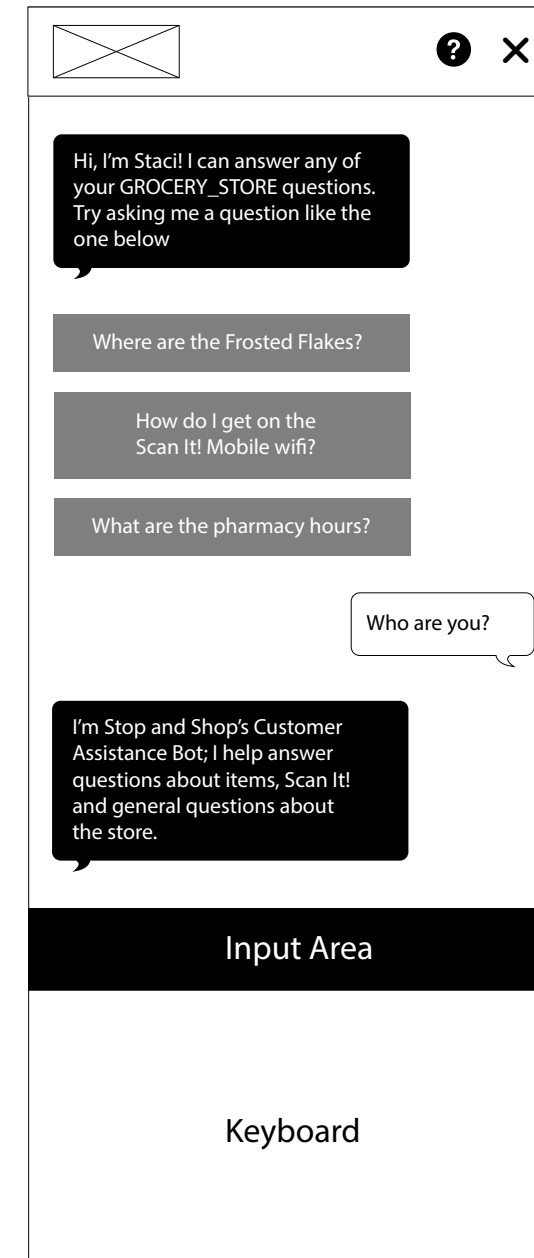 ?
Hi, I’m Staci! I can answer any of
your GROCERY_STORE questions.
Try asking me a question like the
one below
Where are the Frosted Flakes?
How do I get on the
Scan It! Mobile wifi?
What are the pharmacy hours?
Who are you?
I’m Stop and Shop’s Customer
Assistance Bot; I help answer
questions about items, Scan It!
and general questions about
the store.
Input Area
Keyboard